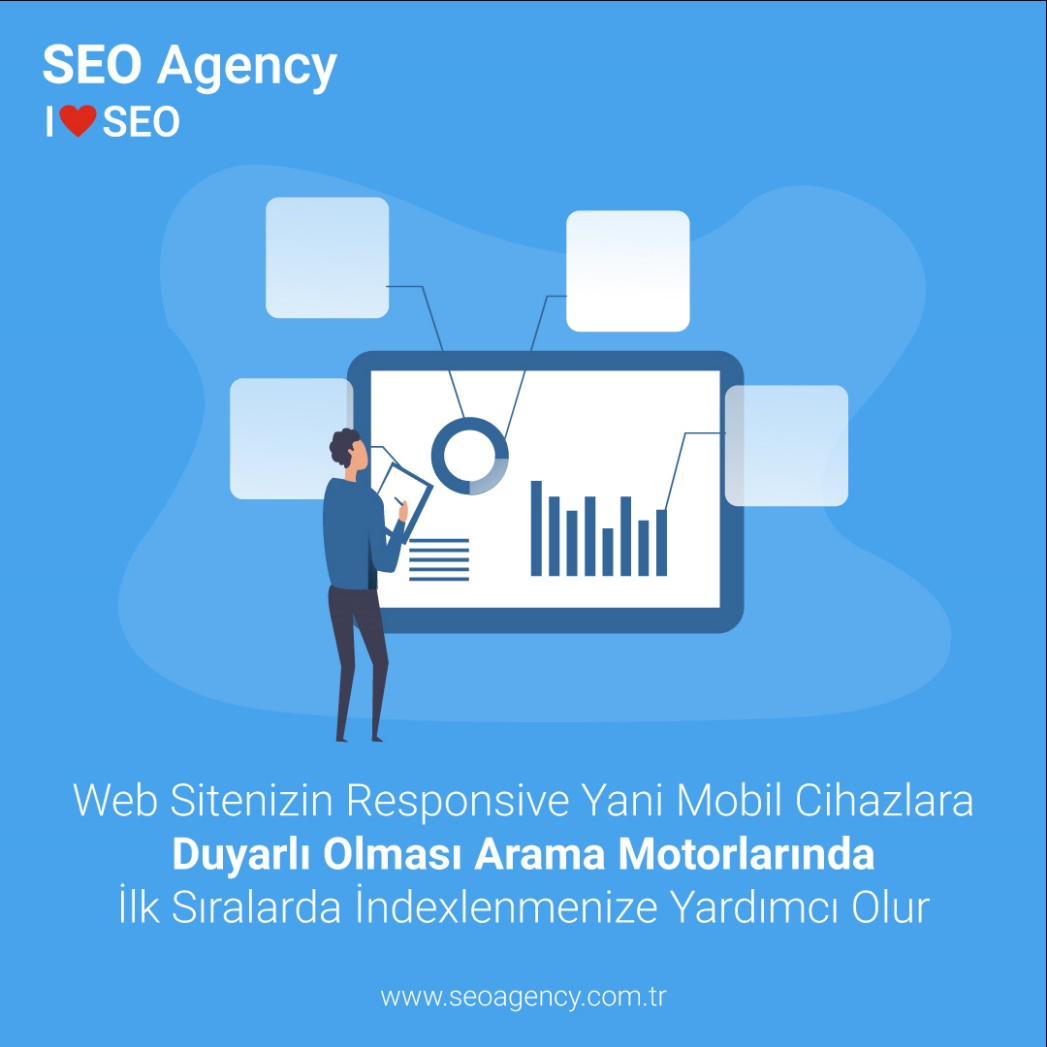 SEO Agency
I❤SEO
Web Sitenizin Responsive Yani Mobil Cihazlara
Duyarlı Olması Arama Motorlarında
İlk Sıralarda İndexlenmenize Yardımcı Olur
www.seoagency.com.tr